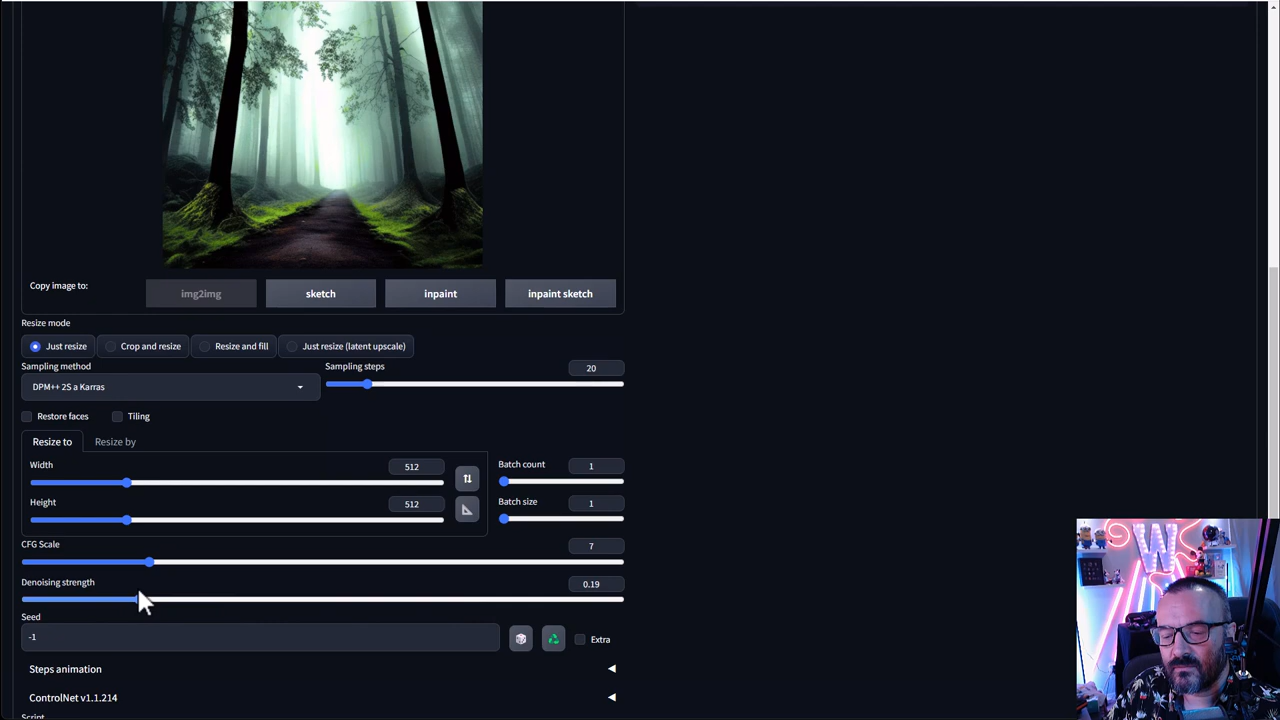 Copy image to:
img2img
sketch
inpaint
inpaint sketch
Resize mode
Just resize
Crop and resize
Resize and fill
Just resize (latent upscale)
Sampling method
Sampling steps
20
DPM++ 2S a Karras
Restore faces
Tiling
Resize to
Resize by
Width
512
Batch count
1
Height
512
Batch size
1
CFG Scale
7
Denoising strength
0.19
Seed
-1
Extra
Steps animation
ControlNet v1.1.214
Script
W